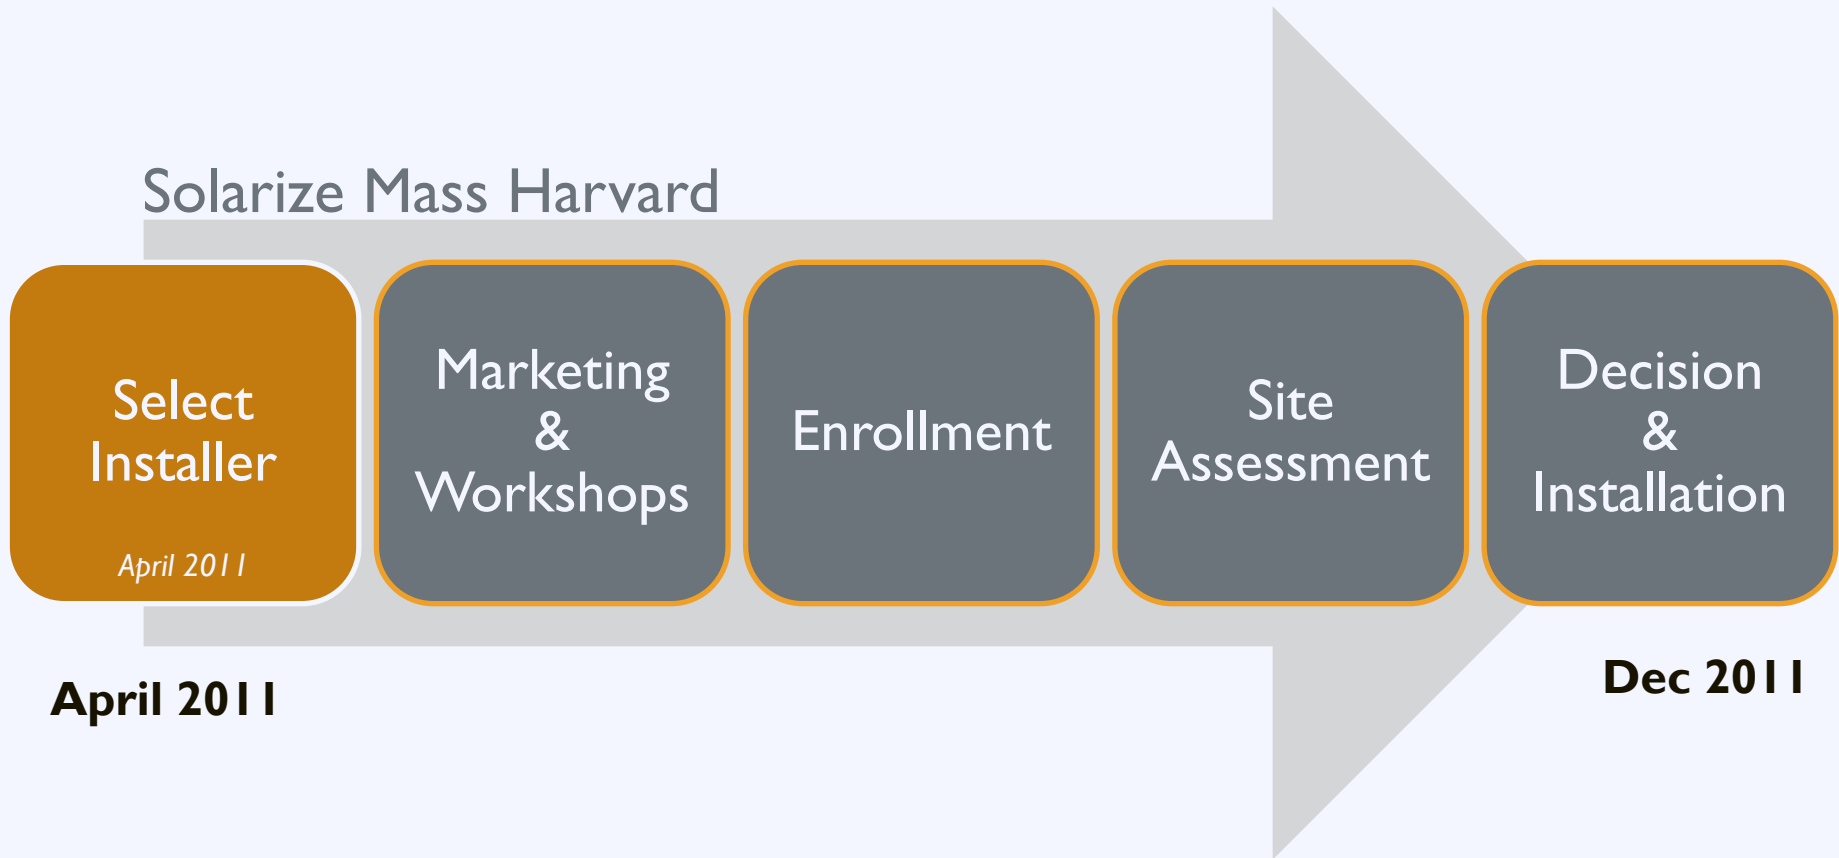 Solarize Mass Harvard
Select
Installer
April 2011
Marketing
&
Workshops
Enrollment
Site
Assessment
Decision
&
Installation
April 2011
Dec 2011